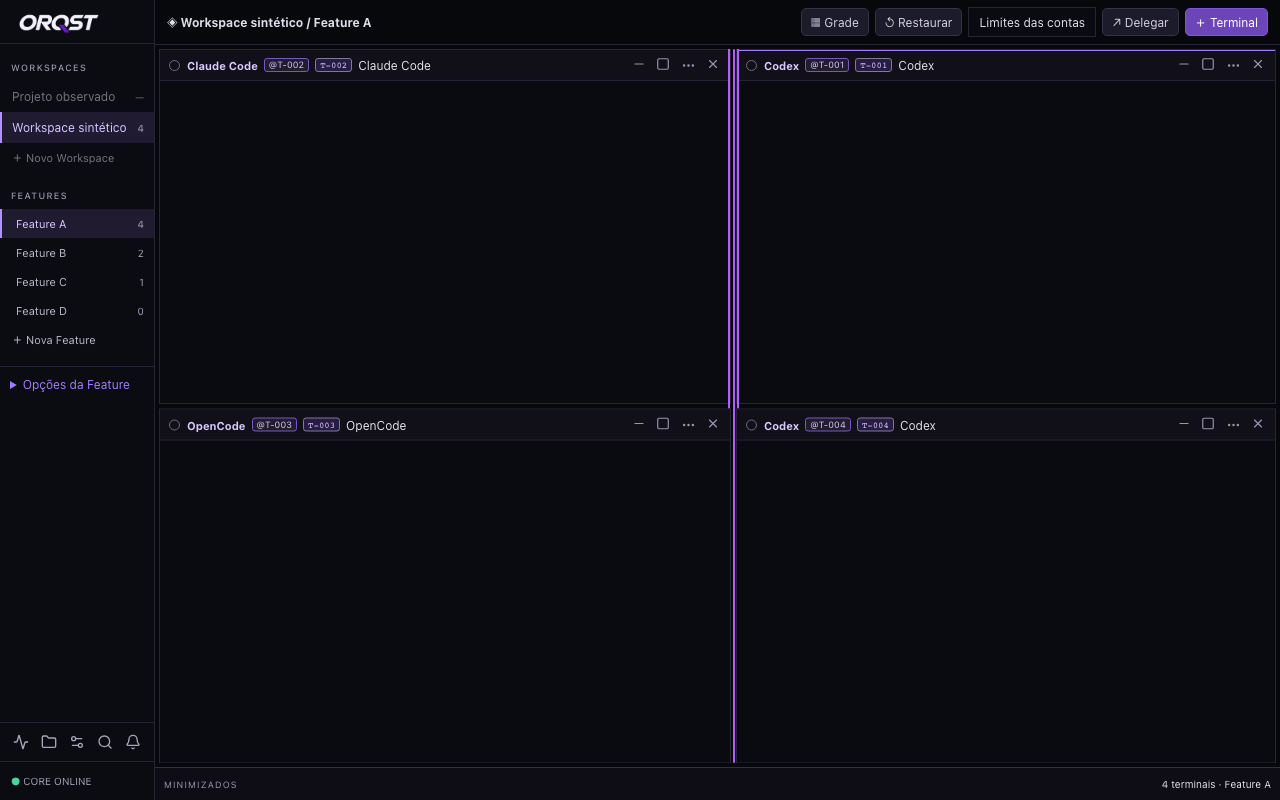 ORQST
◈ Workspace sintético / Feature A
▦ Grade
↺ Restaurar
Limites das contas
↗ Delegar
+ Terminal
WORKSPACES
Projeto observado —
Workspace sintético 4
+ Novo Workspace
FEATURES
Feature A 4
Feature B 2
Feature C 1
Feature D 0
+ Nova Feature
▶ Opções da Feature
CORE ONLINE
Claude Code @T-002 T-002 Claude Code
Codex @T-001 T-001 Codex
OpenCode @T-003 T-003 OpenCode
Codex @T-004 T-004 Codex
MINIMIZADOS
4 terminais · Feature A